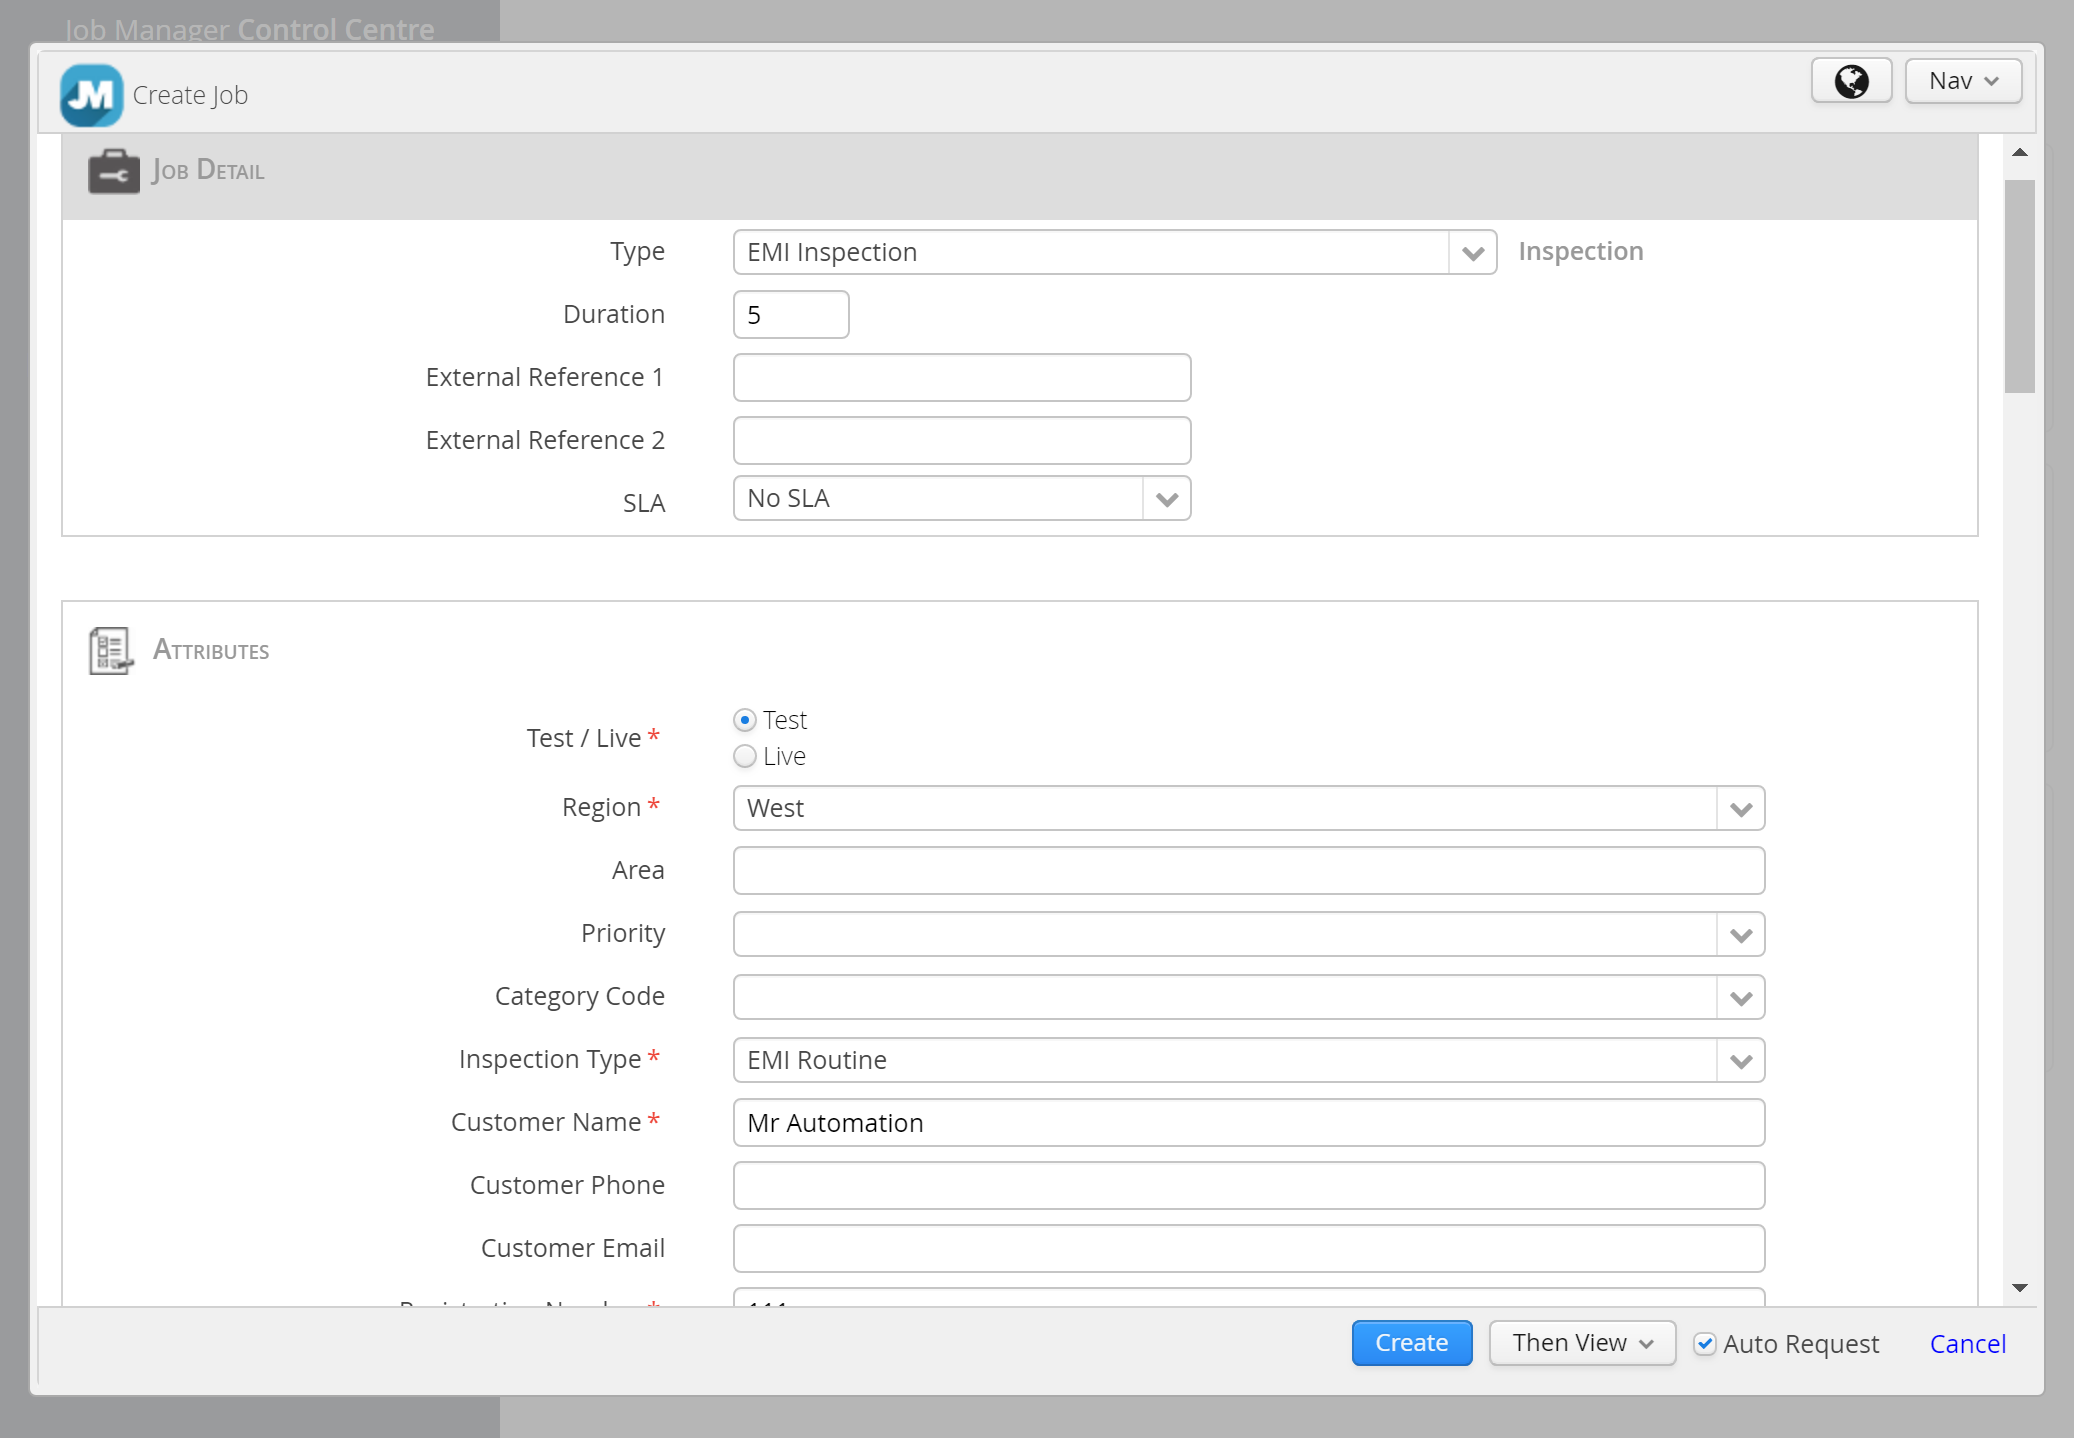 Job Manager Control Centre
JM Create Job
Nav
Job Detail
Type EMI Inspection Inspection
Duration 5
External Reference 1
External Reference 2
SLA No SLA
Attributes
Test / Live * Test
Live
Region * West
Area
Priority
Category Code
Inspection Type * EMI Routine
Customer Name * Mr Automation
Customer Phone
Customer Email
Create Then View Auto Request Cancel